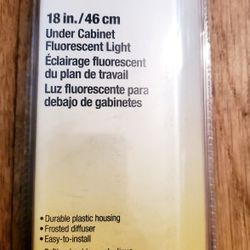 18 in./46 cm
Under Cabinet
Fluorescent Light
Éclairage fluorescent
du plan de travail
Luz fluorescente para
debajo de gabinetes
• Durable plastic housing
• Frosted diffuser
• Easy-to-install